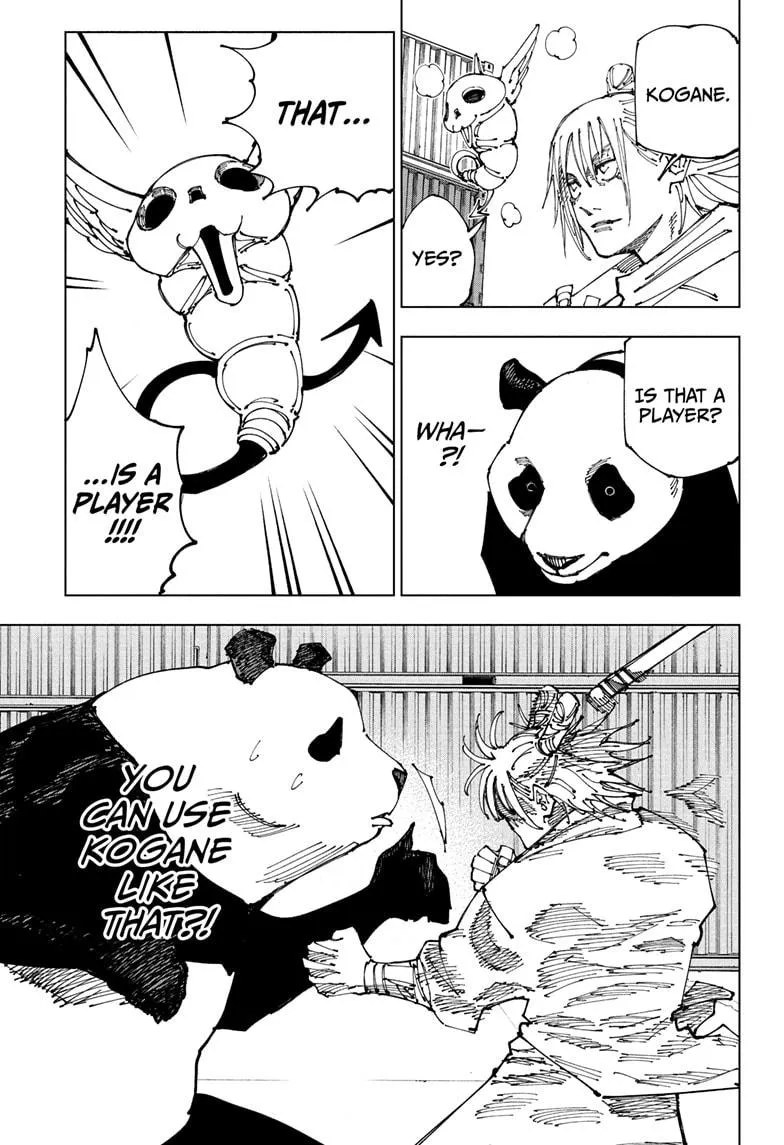 KOGANE.
YES?
IS THAT A
PLAYER?
WHA—
?!
THAT...
...IS A
PLAYER
!!!!
YOU
CAN USE
KOGANE
LIKE
THAT?!